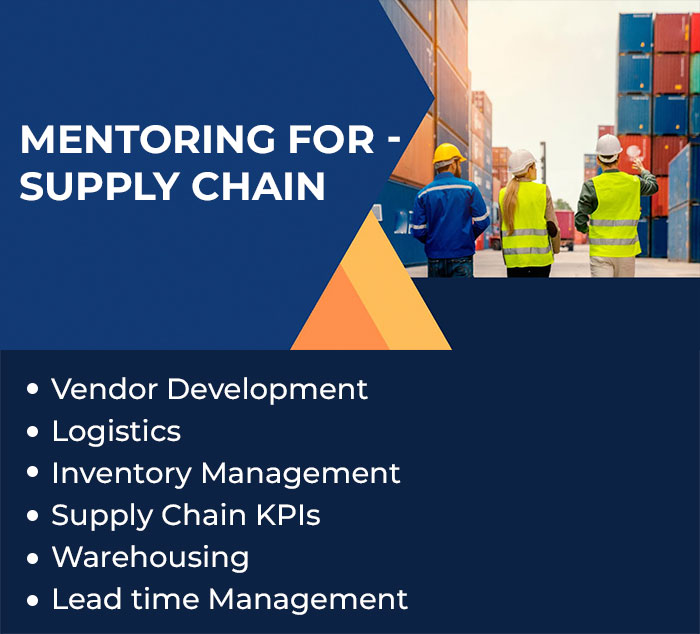 MENTORING FOR -
SUPPLY CHAIN
• Vendor Development
• Logistics
• Inventory Management
• Supply Chain KPIs
• Warehousing
• Lead time Management